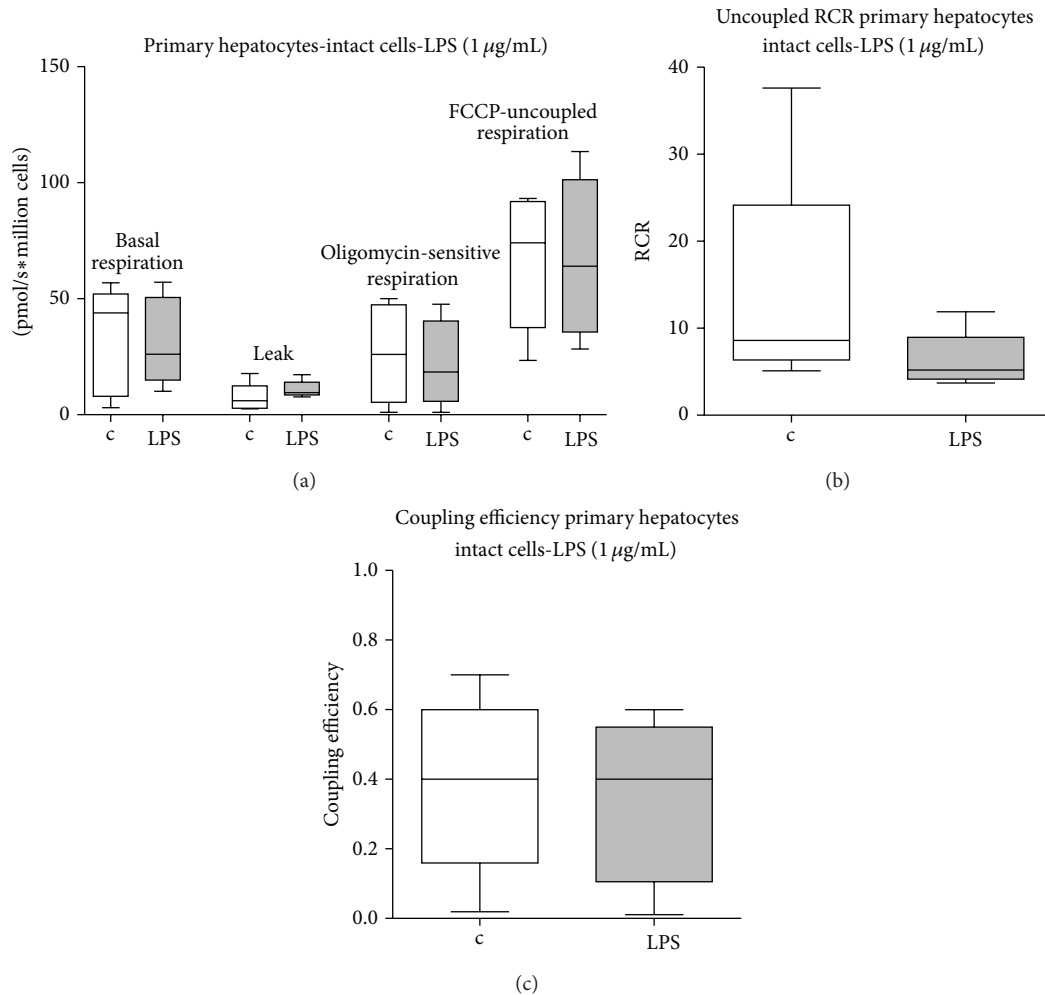 Primary hepatocytes-intact cells-LPS (1 μg/mL)
150
100
50
0
(pmol/s∗million cells)
Basal
respiration
Leak
Oligomycin-sensitive
respiration
FCCP-uncoupled
respiration
c LPS c LPS c LPS c LPS
(a)
Uncoupled RCR primary hepatocytes
intact cells-LPS (1 μg/mL)
40
30
20
10
0
RCR
c LPS
(b)
Coupling efficiency primary hepatocytes
intact cells-LPS (1 μg/mL)
1.0
0.8
0.6
0.4
0.2
0.0
Coupling efficiency
c LPS
(c)